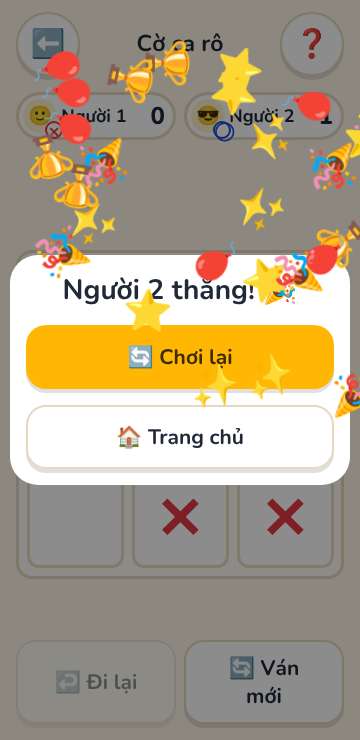 Cờ ca rô
Người 1 0
Người 2 1
Người 2 thắng!
Chơi lại
Trang chủ
Đi lại
Ván
mới